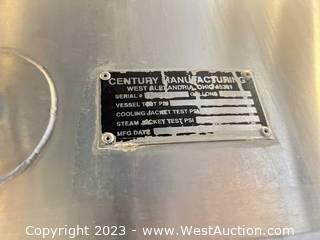 CENTURY MANUFACTURING
WEST ALEXANDRIA, OHIO 45381
SERIAL # GALLONS
VESSEL TEST PSI
COOLING JACKET TEST PSI
STEAM JACKET TEST PSI
MFG DATE
Copyright © 2023 - www.WestAuction.com